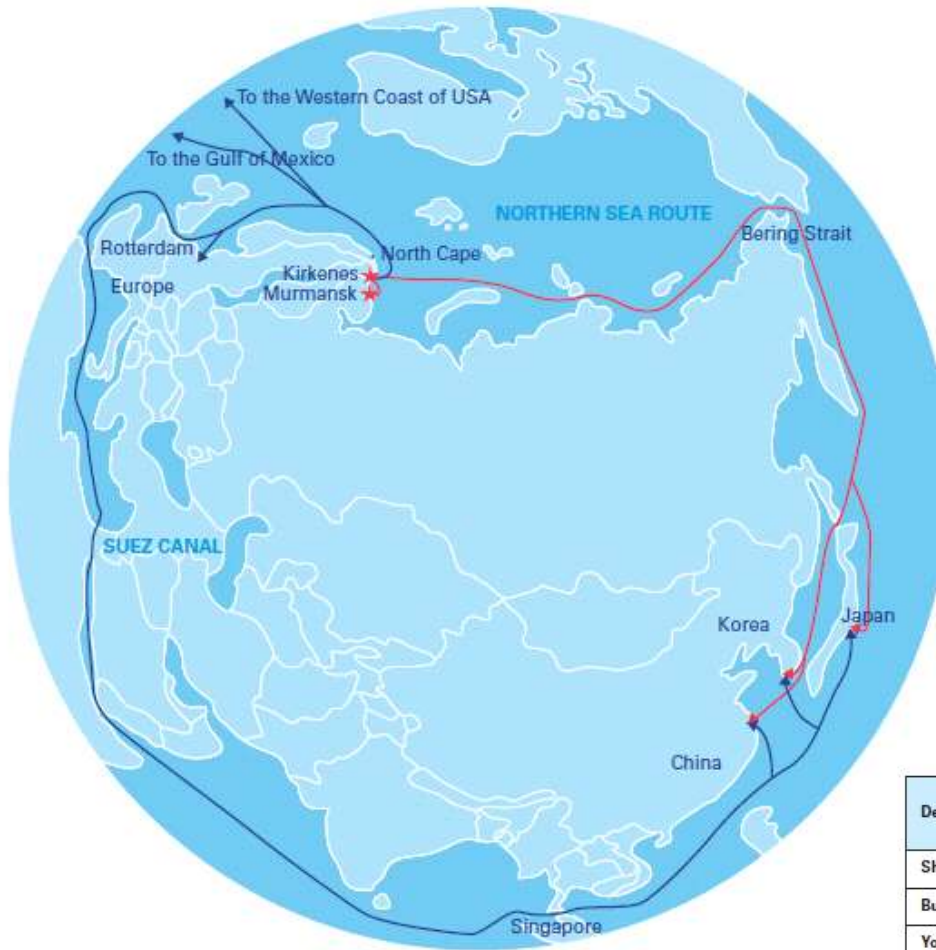 To the Western Coast of USA
To the Gulf of Mexico
NORTHERN SEA ROUTE
Bering Strait
Rotterdam
North Cape
Kirkenes
Europe
Murmansk
SUEZ CANAL
Korea
Japan
China
Singapore